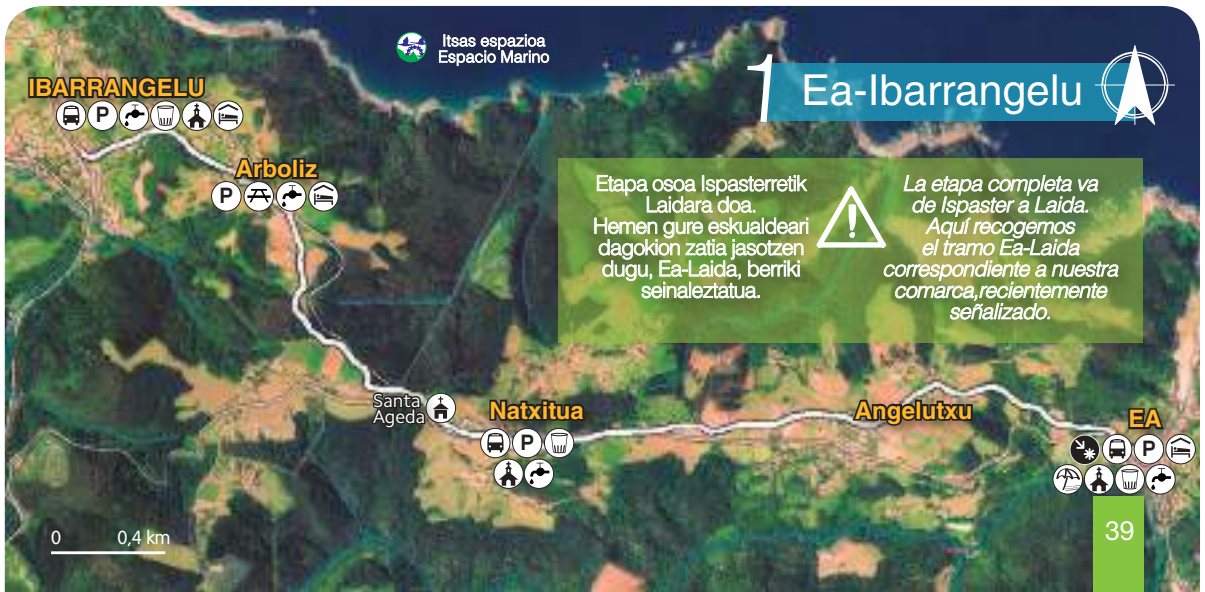 Itsas espazioa
Espacio Marino
1 Ea-Ibarrangelu
IBARRANGELU
P
Arboliz
P
Etapa osoa Ispasterretik
Laidara doa.
Hemen gure eskualdeari
dagokion zatia jasotzen
dugu, Ea-Laida, berriki
seinaleztatua.
La etapa completa va
de Ispaster a Laida.
Aquí recogemos
el tramo Ea-Laida
correspondiente a nuestra
comarca,recientemente
señalizado.
Santa
Ageda
Natxitua
P
Angelutxu
EA
P
0 0,4 km
39